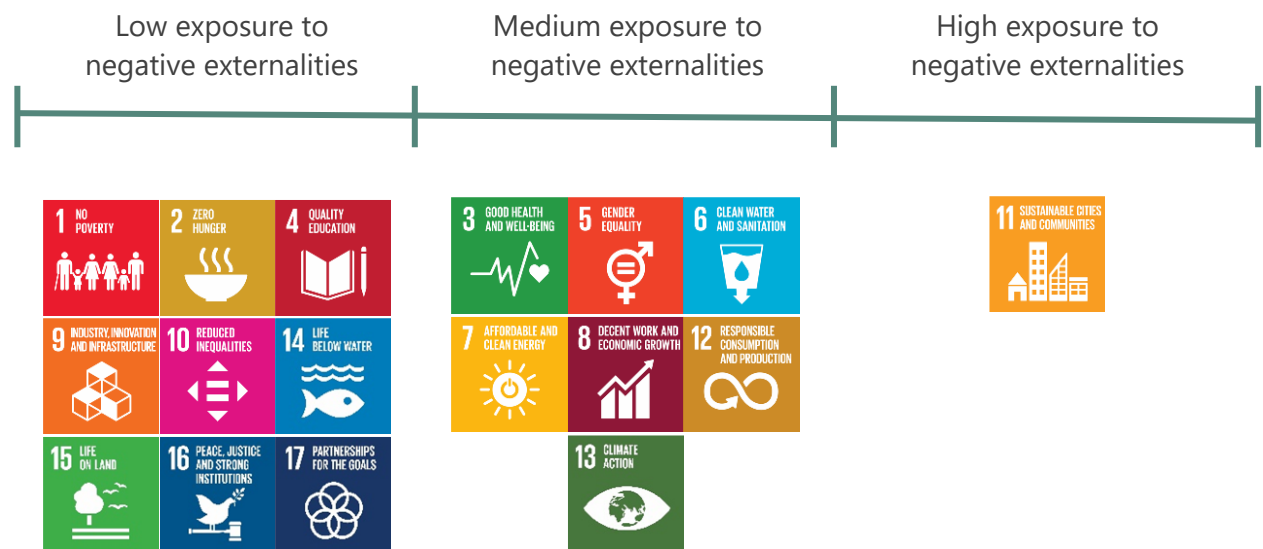 Low exposure to
negative externalities
Medium exposure to
negative externalities
High exposure to
negative externalities
1 NO
POVERTY
2 ZERO
HUNGER
4 QUALITY
EDUCATION
3 GOOD HEALTH
AND WELL-BEING
5 GENDER
EQUALITY
6 CLEAN WATER
AND SANITATION
11 SUSTAINABLE CITIES
AND COMMUNITIES
9 INDUSTRY, INNOVATION
AND INFRASTRUCTURE
10 REDUCED
INEQUALITIES
14 LIFE
BELOW WATER
7 AFFORDABLE AND
CLEAN ENERGY
8 DECENT WORK AND
ECONOMIC GROWTH
12 RESPONSIBLE
CONSUMPTION
AND PRODUCTION
15 LIFE
ON LAND
16 PEACE, JUSTICE
AND STRONG
INSTITUTIONS
17 PARTNERSHIPS
FOR THE GOALS
13 CLIMATE
ACTION